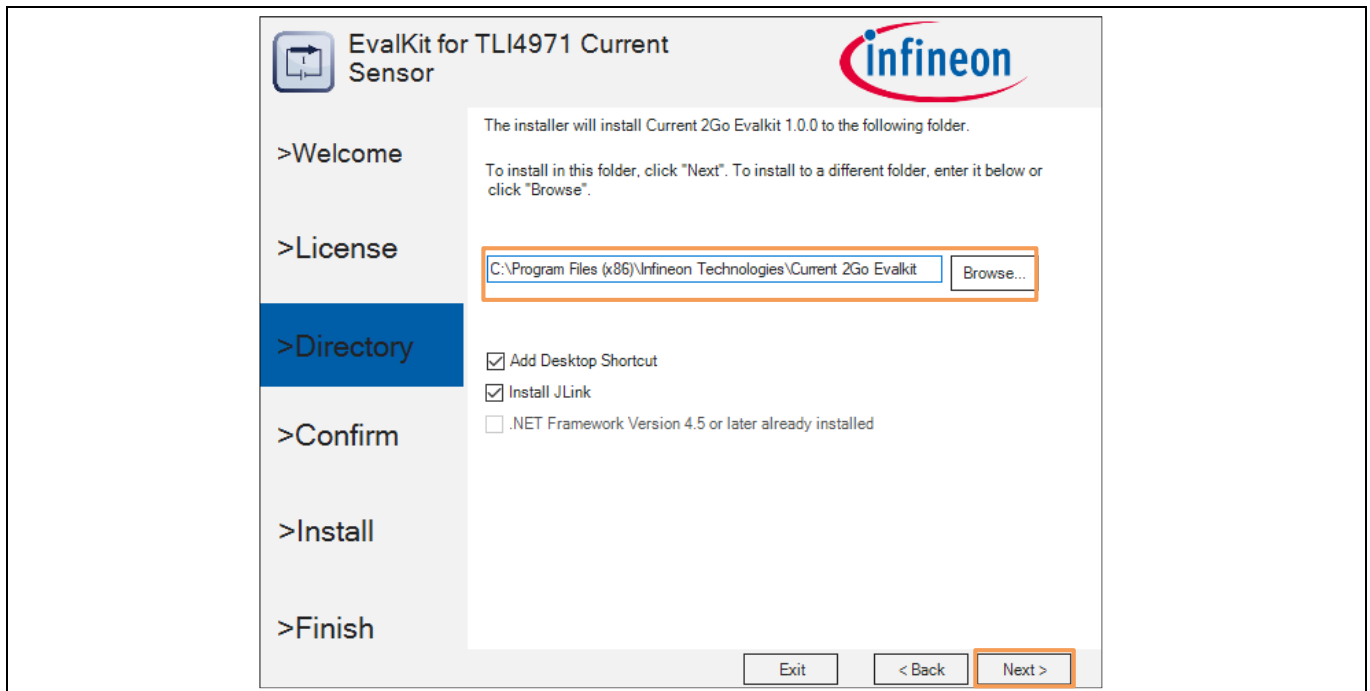 EvalKit for TLI4971 Current
Sensor
infineon
>Welcome
>License
>Directory
>Confirm
>Install
>Finish
The installer will install Current 2Go Evalkit 1.0.0 to the following folder.
To install in this folder, click "Next". To install to a different folder, enter it below or
click "Browse".
C:\Program Files (x86)\Infineon Technologies\Current 2Go Evalkit
Browse...
Add Desktop Shortcut
Install JLink
.NET Framework Version 4.5 or later already installed
Exit
< Back
Next >